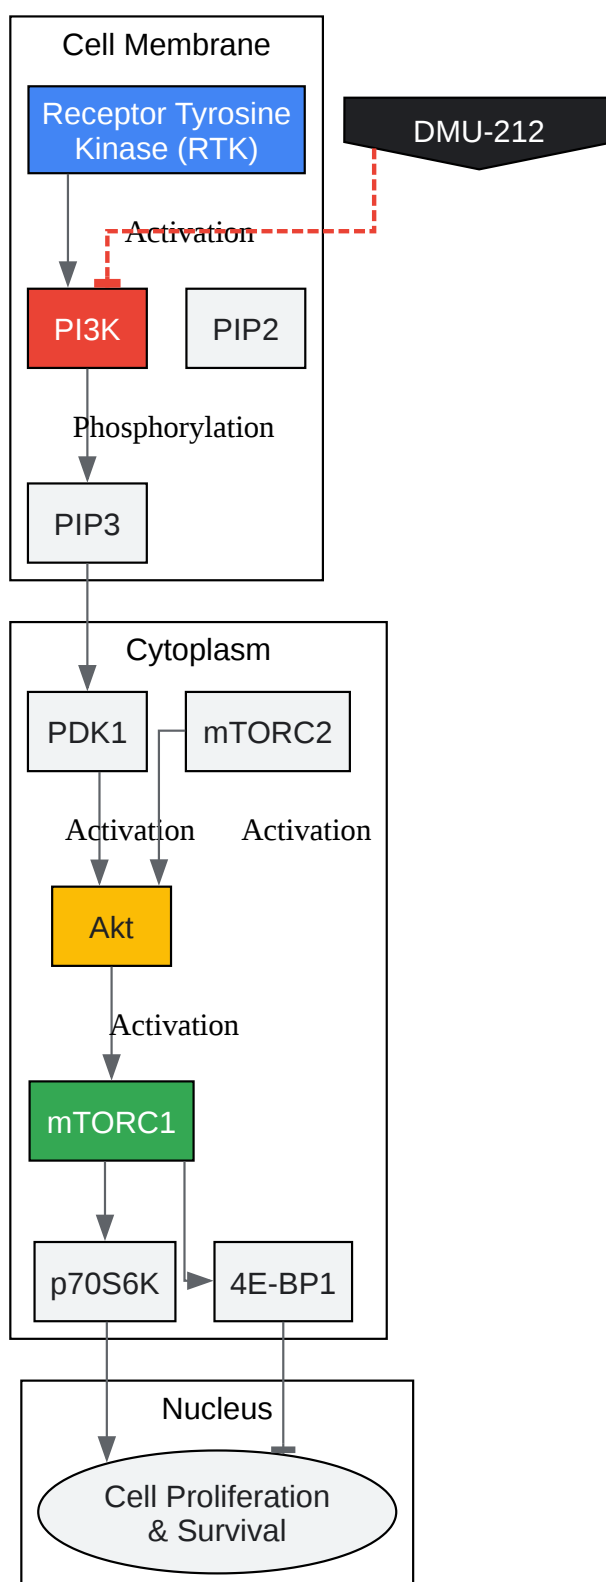 Cell Membrane
Receptor Tyrosine
Kinase (RTK)
DMU-212
Activation
PI3K
PIP2
Phosphorylation
PIP3
Cytoplasm
PDK1
mTORC2
Activation
Activation
Akt
Activation
mTORC1
p70S6K
4E-BP1
Nucleus
Cell Proliferation
& Survival